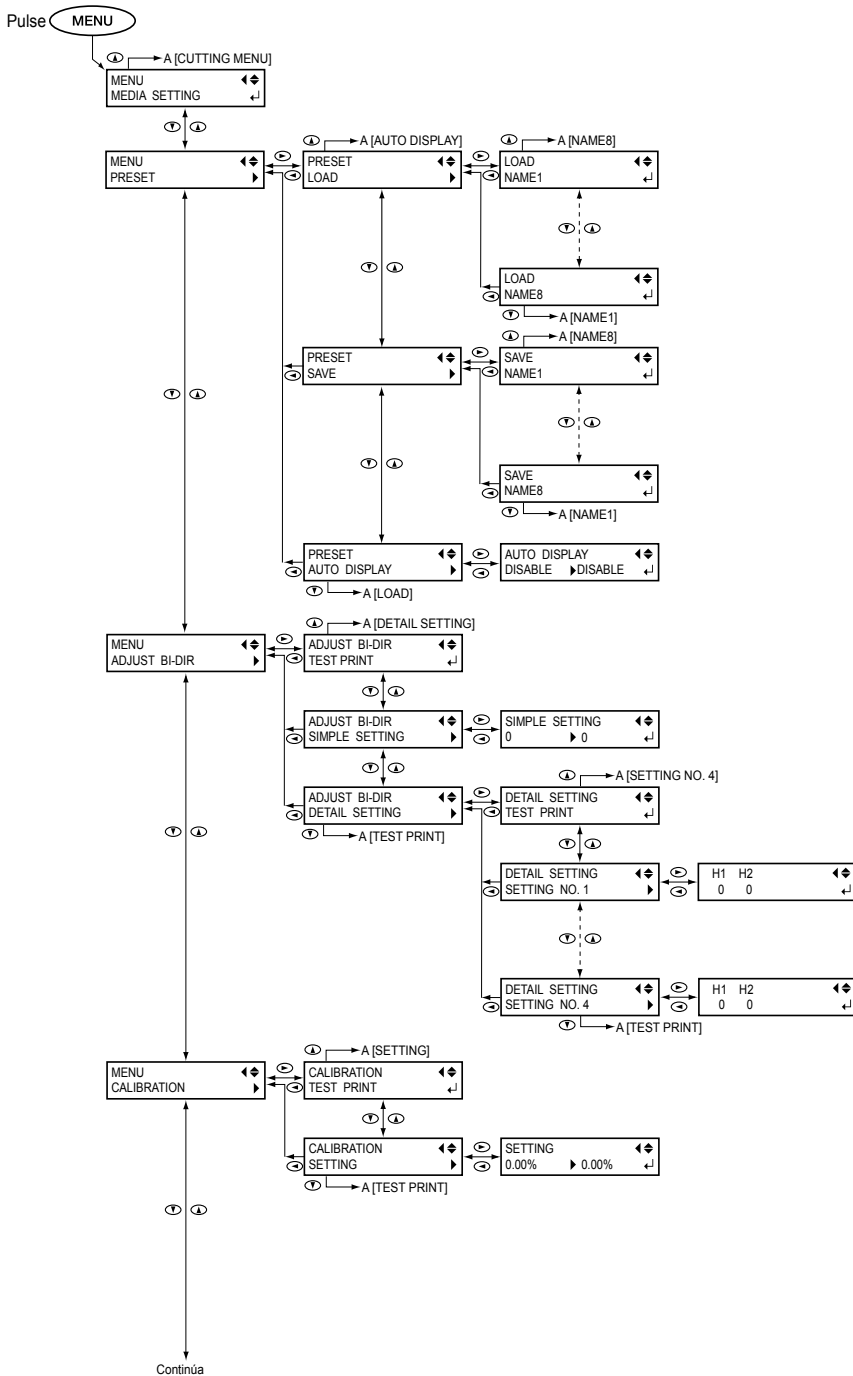 Pulse MENU
A [CUTTING MENU]
MENU
MEDIA SETTING
A [AUTO DISPLAY]
A [NAME8]
MENU
PRESET
PRESET
LOAD
LOAD
NAME1
LOAD
NAME8
A [NAME1]
A [NAME8]
PRESET
SAVE
SAVE
NAME1
SAVE
NAME8
A [NAME1]
PRESET
AUTO DISPLAY
AUTO DISPLAY
DISABLE DISABLE
A [LOAD]
A [DETAIL SETTING]
MENU
ADJUST BI-DIR
ADJUST BI-DIR
TEST PRINT
ADJUST BI-DIR
SIMPLE SETTING
SIMPLE SETTING
0 0
A [SETTING NO. 4]
ADJUST BI-DIR
DETAIL SETTING
DETAIL SETTING
TEST PRINT
A [TEST PRINT]
DETAIL SETTING
SETTING NO. 1
H1 H2
0 0
DETAIL SETTING
SETTING NO. 4
H1 H2
0 0
A [TEST PRINT]
A [SETTING]
MENU
CALIBRATION
CALIBRATION
TEST PRINT
CALIBRATION
SETTING
SETTING
0.00% 0.00%
A [TEST PRINT]
Continúa